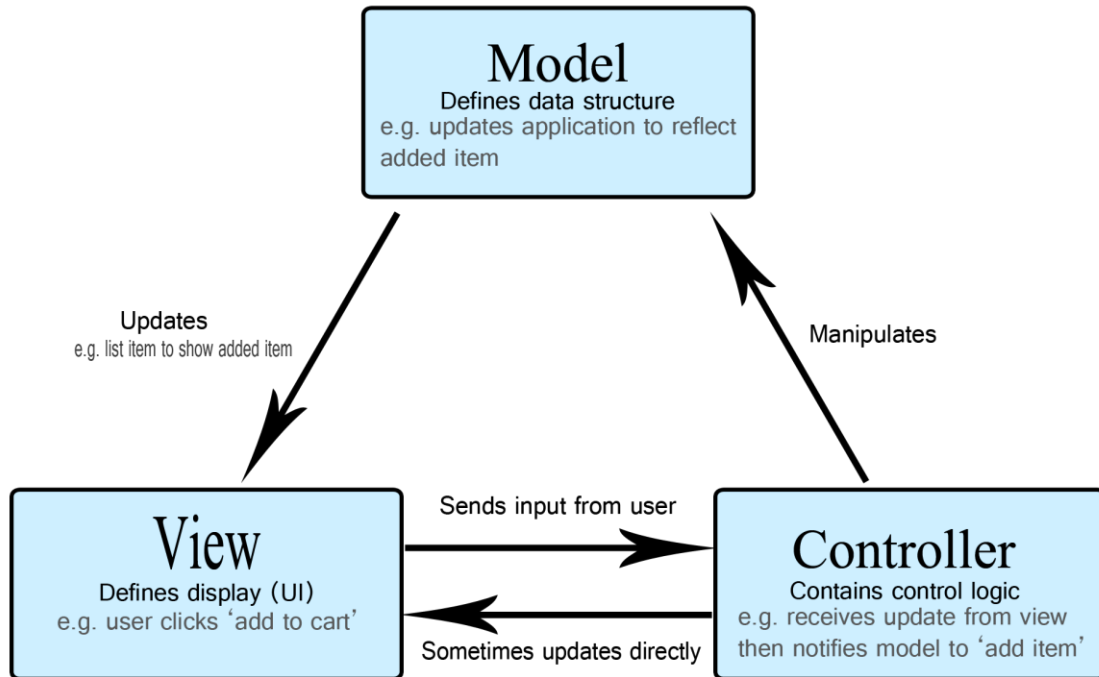 Model
Defines data structure
e.g. updates application to reflect
added item
Updates
e.g. list item to show added item
Manipulates
View
Defines display (UI)
e.g. user clicks ‘add to cart’
Sends input from user
Sometimes updates directly
Controller
Contains control logic
e.g. receives update from view
then notifies model to ‘add item’